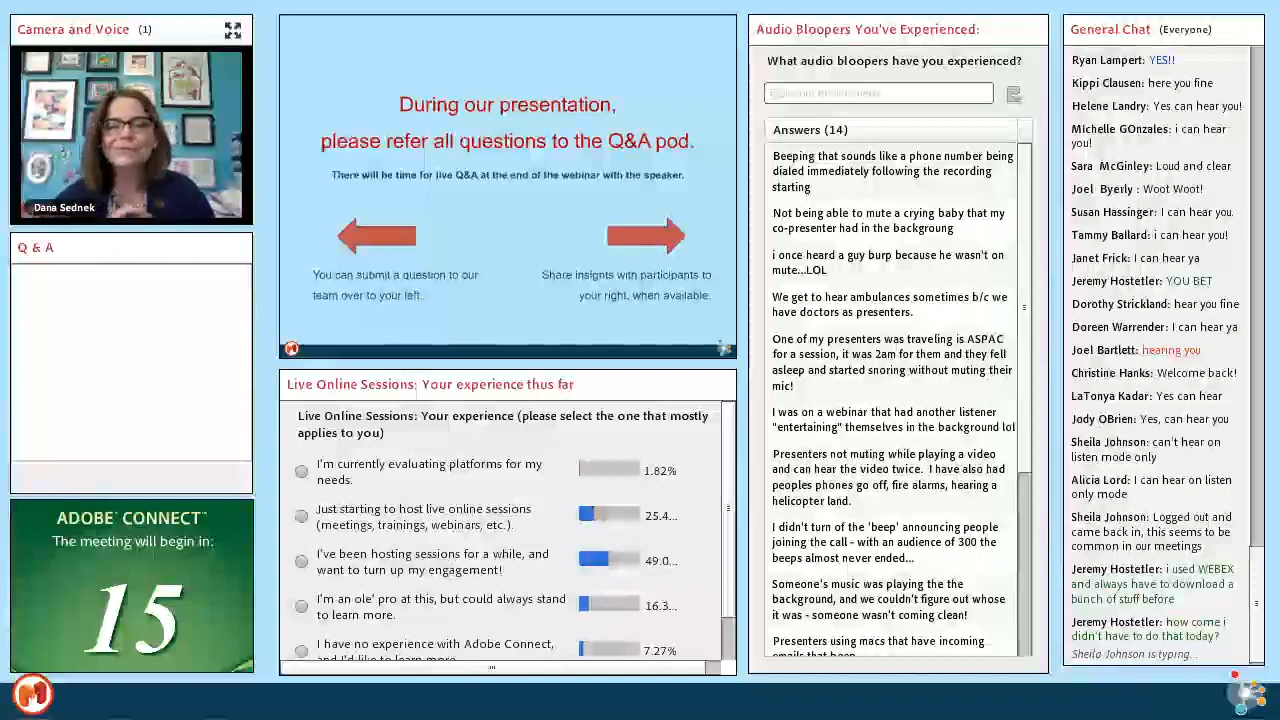 Camera and Voice (1)
Dana Sednek
Q & A
ADOBE® CONNECT™
The meeting will begin in:
15
During our presentation,
please refer all questions to the Q&A pod.
There will be time for live Q&A at the end of the webinar with the speaker.
You can submit a question to our
team over to your left.
Share insights with participants to
your right, when available.
Live Online Sessions: Your experience thus far
Live Online Sessions: Your experience (please select the one that mostly
applies to you)
I'm currently evaluating platforms for my
needs.
1.82%
Just starting to host live online sessions
(meetings, trainings, webinars, etc.).
25.4...
I've been hosting sessions for a while, and
want to turn up my engagement!
49.0...
I'm an ole' pro at this, but could always stand
to learn more.
16.3...
I have no experience with Adobe Connect,
and I'd like to learn more.
7.27%
Audio Bloopers You've Experienced:
What audio bloopers have you experienced?
Answers (14)
Beeping that sounds like a phone number being
dialed immediately following the recording
starting
Not being able to mute a crying baby that my
co-presenter had in the backgroung
i once heard a guy burp because he wasn't on
mute...LOL
We get to hear ambulances sometimes b/c we
have doctors as presenters.
One of my presenters was traveling is ASPAC
for a session, it was 2am for them and they fell
asleep and started snoring without muting their
mic!
I was on a webinar that had another listener
"entertaining" themselves in the background lol
Presenters not muting while playing a video
and can hear the video twice. I have also had
peoples phones go off, fire alarms, hearing a
helicopter land.
I didn't turn of the 'beep' announcing people
joining the call - with an audience of 300 the
beeps almost never ended...
Someone's music was playing the the
background, and we couldn't figure out whose
it was - someone wasn't coming clean!
Presenters using macs that have incoming
emails that beep
General Chat (Everyone)
Ryan Lampert: YES!!
Kippi Clausen: here you fine
Helene Landry: Yes can hear you!
Michelle GOnzales: i can hear
you!
Sara McGinley: Loud and clear
Joel Byerly : Woot Woot!
Susan Hassinger: I can hear you.
Tammy Ballard: i can hear you!
Janet Frick: I can hear ya
Jeremy Hostetler: YOU BET
Dorothy Strickland: hear you fine
Doreen Warrender: I can hear ya
Joel Bartlett: hearing you
Christine Hanks: Welcome back!
LaTonya Kadar: Yes can hear
Jody OBrien: Yes, can hear you
Sheila Johnson: can't hear on
listen mode only
Alicia Lord: I can hear on listen
only mode
Sheila Johnson: Logged out and
came back in, this seems to be
common in our meetings
Jeremy Hostetler: i used WEBEX
and always have to download a
bunch of stuff before
Jeremy Hostetler: how come i
didn't have to do that today?
Sheila Johnson is typing...